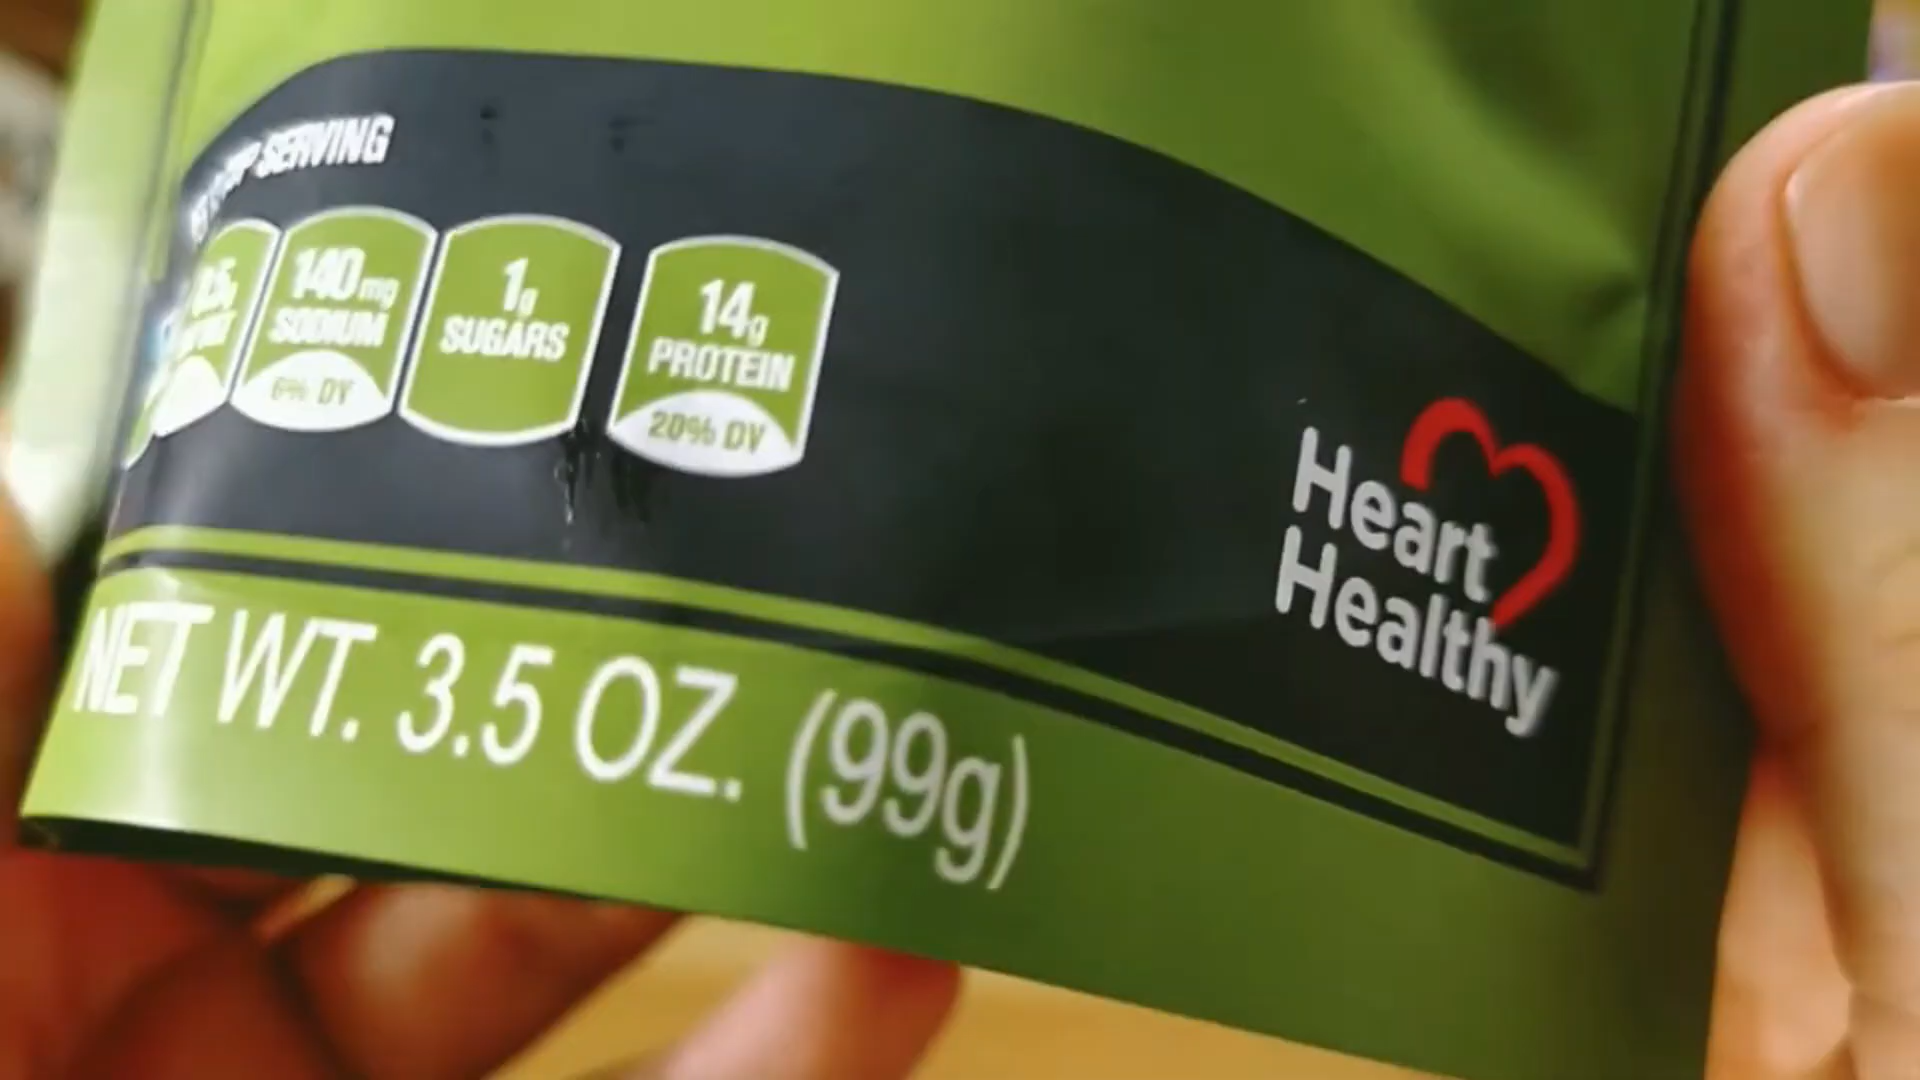 SERVING
140mg
SODIUM
6% DV
1g
SUGARS
14g
PROTEIN
20% DV
Heart
Healthy
NET WT. 3.5 OZ. (99g)